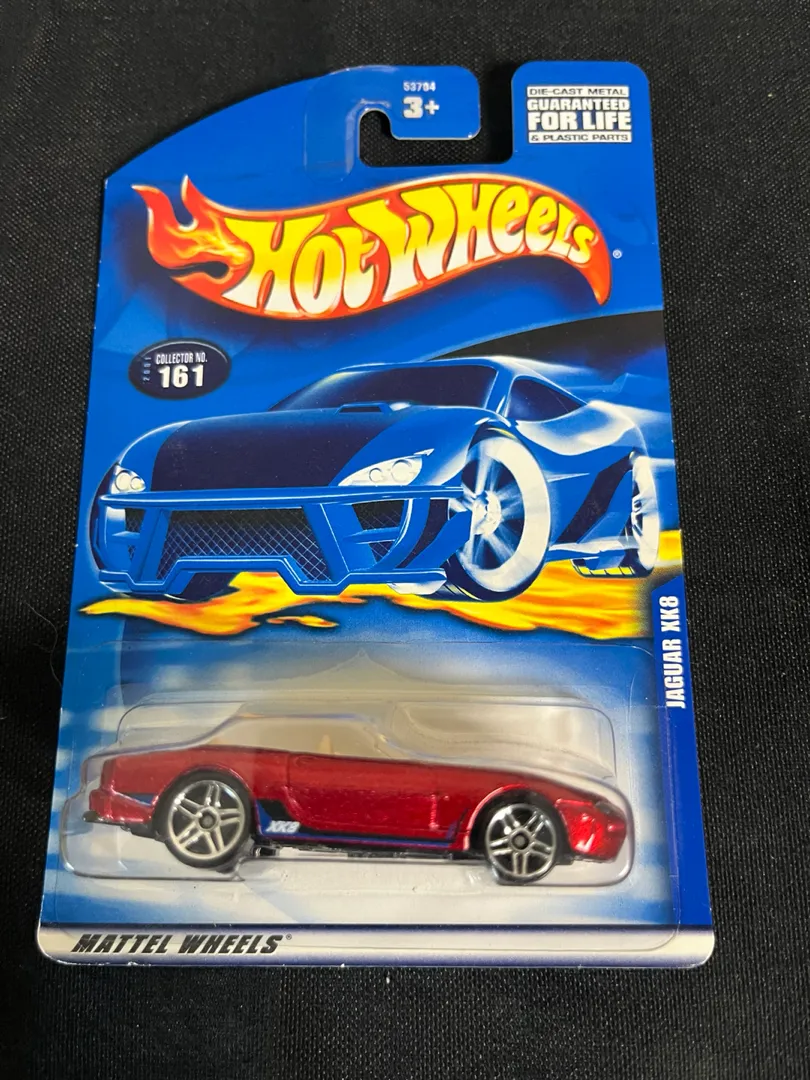 53794
3+
DIE-CAST METAL
GUARANTEED
FOR LIFE
& PLASTIC PARTS
HOT WHEELS®
2001
COLLECTOR NO.
161
JAGUAR XK8
XK8
MATTEL WHEELS®